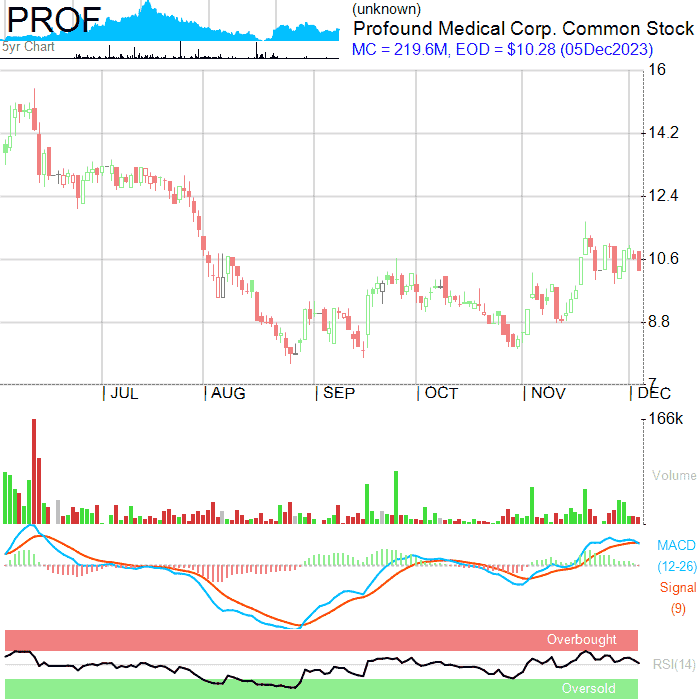 PROF
5yr Chart
(unknown)
Profound Medical Corp. Common Stock
MC = 219.6M, EOD = $10.28 (05Dec2023)
16
14.2
12.4
10.6
8.8
7
JUL AUG SEP OCT NOV DEC
166k
Volume
MACD
(12-26)
Signal
(9)
Overbought
RSI(14)
Oversold